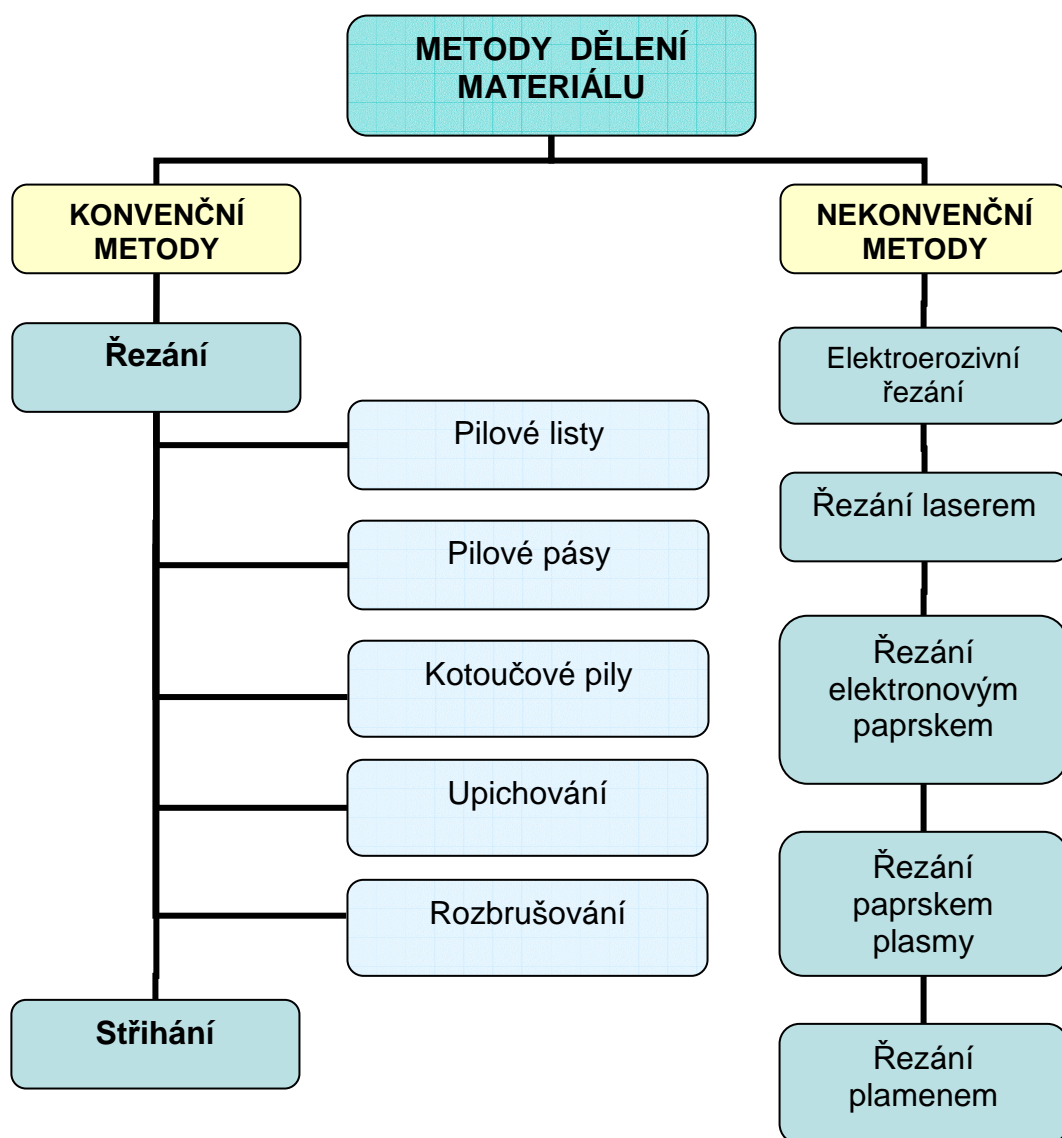 METODY DĚLENÍ
MATERIÁLU
KONVENČNÍ
METODY
Řezání
Pilové listy
Pilové pásy
Kotoučové pily
Upichování
Rozbrušování
Střihání
NEKONVENČNÍ
METODY
Elektroerozivní
řezání
Řezání laserem
Řezání
elektronovým
paprskem
Řezání
paprskem
plasmy
Řezání
plamenem